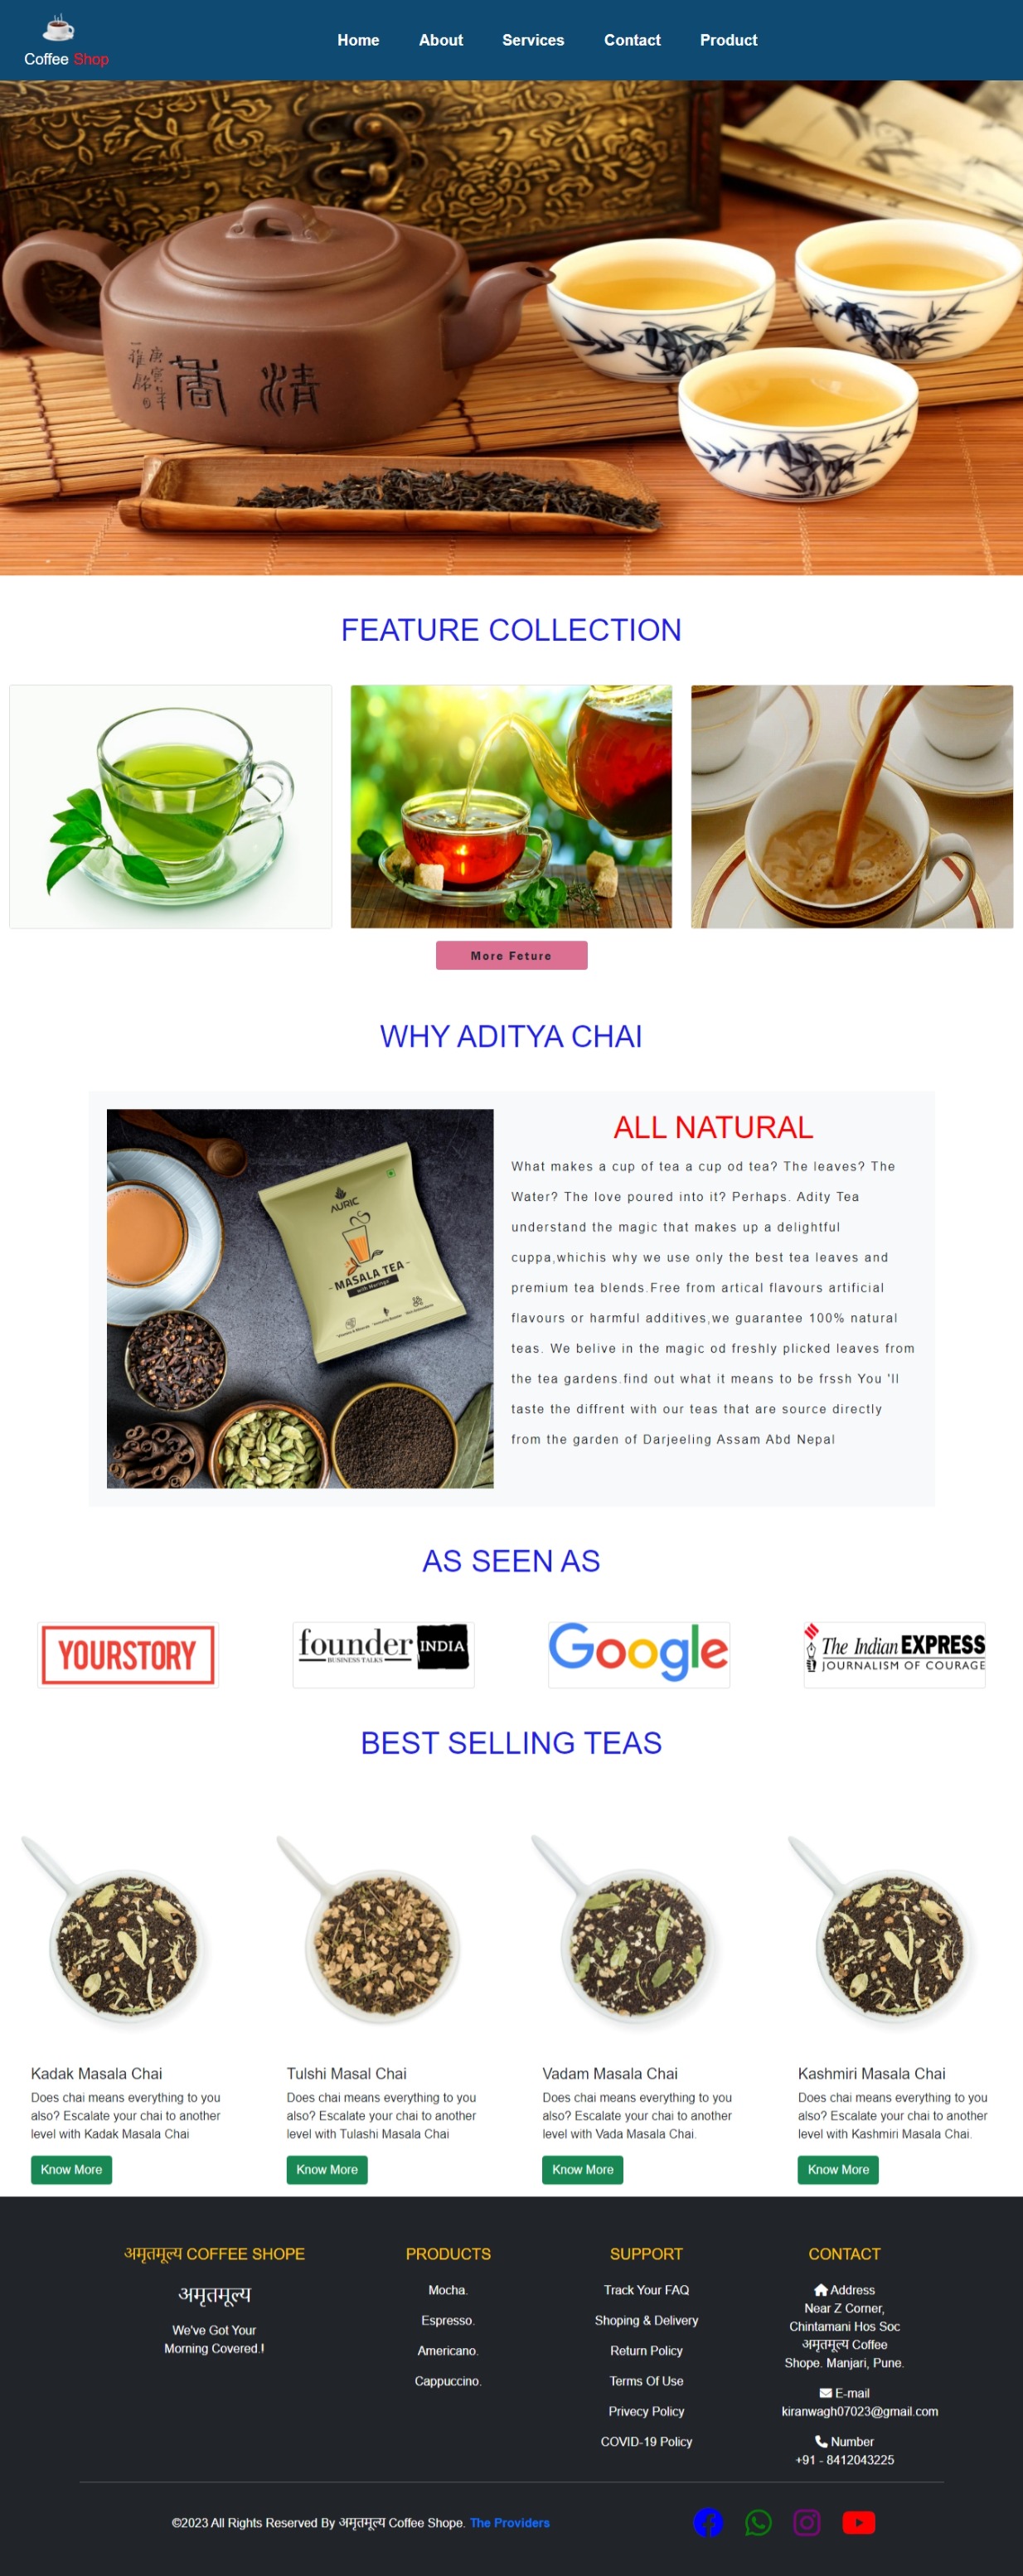 Coffee Shop
Home About Services Contact Product
清 香
FEATURE COLLECTION
More Feture
WHY ADITYA CHAI
AURIC
MASALA TEA
with Moringa
ALL NATURAL
What makes a cup of tea a cup od tea? The leaves? The
Water? The love poured into it? Perhaps. Adity Tea
understand the magic that makes up a delightful
cuppa,whichis why we use only the best tea leaves and
premium tea blends.Free from artical flavours artificial
flavours or harmful additives,we guarantee 100% natural
teas. We belive in the magic od freshly plicked leaves from
the tea gardens.find out what it means to be frssh You 'll
taste the diffrent with our teas that are source directly
from the garden of Darjeeling Assam Abd Nepal
AS SEEN AS
YOURSTORY
founder INDIA
BUSINESS TALKS
Google
The Indian EXPRESS
JOURNALISM OF COURAGE
BEST SELLING TEAS
Kadak Masala Chai
Does chai means everything to you
also? Escalate your chai to another
level with Kadak Masala Chai
Know More
Tulshi Masal Chai
Does chai means everything to you
also? Escalate your chai to another
level with Tulashi Masala Chai
Know More
Vadam Masala Chai
Does chai means everything to you
also? Escalate your chai to another
level with Vada Masala Chai.
Know More
Kashmiri Masala Chai
Does chai means everything to you
also? Escalate your chai to another
level with Kashmiri Masala Chai.
Know More
अमृतमूल्य COFFEE SHOPE
अमृतमूल्य
We've Got Your
Morning Covered.!
PRODUCTS
Mocha.
Espresso.
Americano.
Cappuccino.
SUPPORT
Track Your FAQ
Shoping & Delivery
Return Policy
Terms Of Use
Privecy Policy
COVID-19 Policy
CONTACT
Address
Near Z Corner,
Chintamani Hos Soc
अमृतमूल्य Coffee
Shope. Manjari, Pune.
E-mail
kiranwagh07023@gmail.com
Number
+91 - 8412043225
©2023 All Rights Reserved By अमृतमूल्य Coffee Shope. The Providers